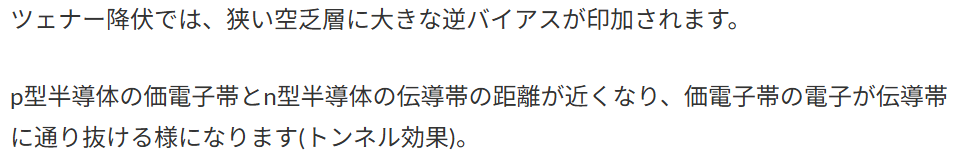 ツェナー降伏では、狭い空乏層に大きな逆バイアスが印加されます。
p型半導体の価電子帯とn型半導体の伝導帯の距離が近くなり、価電子帯の電子が伝導帯
に通り抜ける様になります(トンネル効果)。